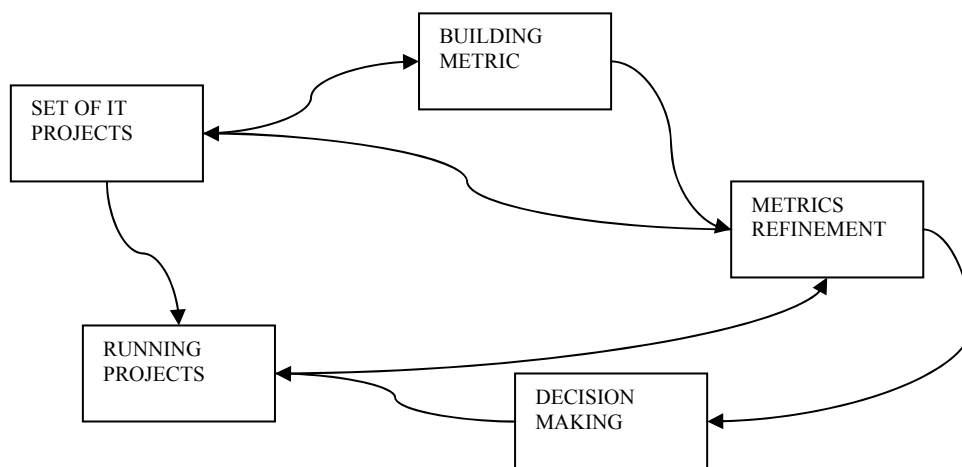 BUILDING
METRIC
SET OF IT
PROJECTS
METRICS
REFINEMENT
RUNNING
PROJECTS
DECISION
MAKING